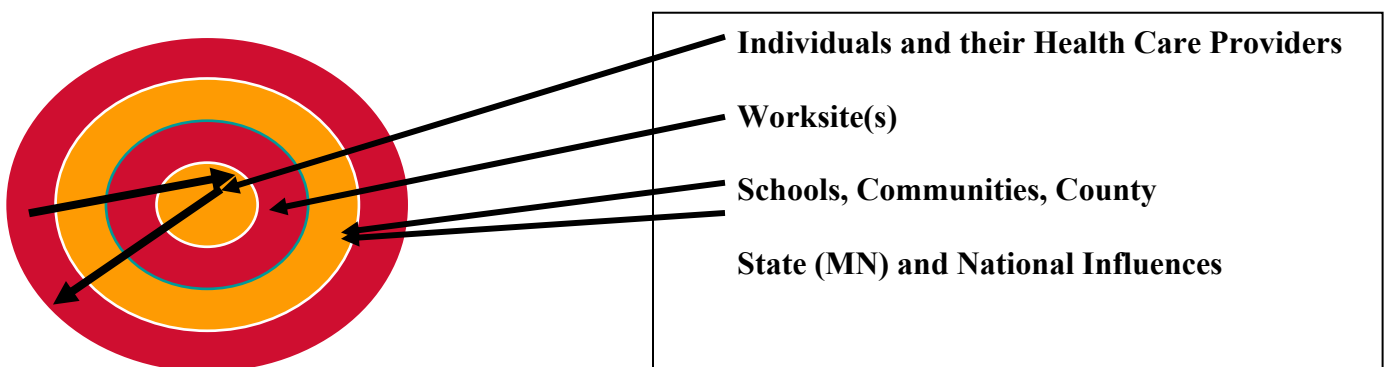 Individuals and their Health Care Providers
Worksite(s)
Schools, Communities, County
State (MN) and National Influences